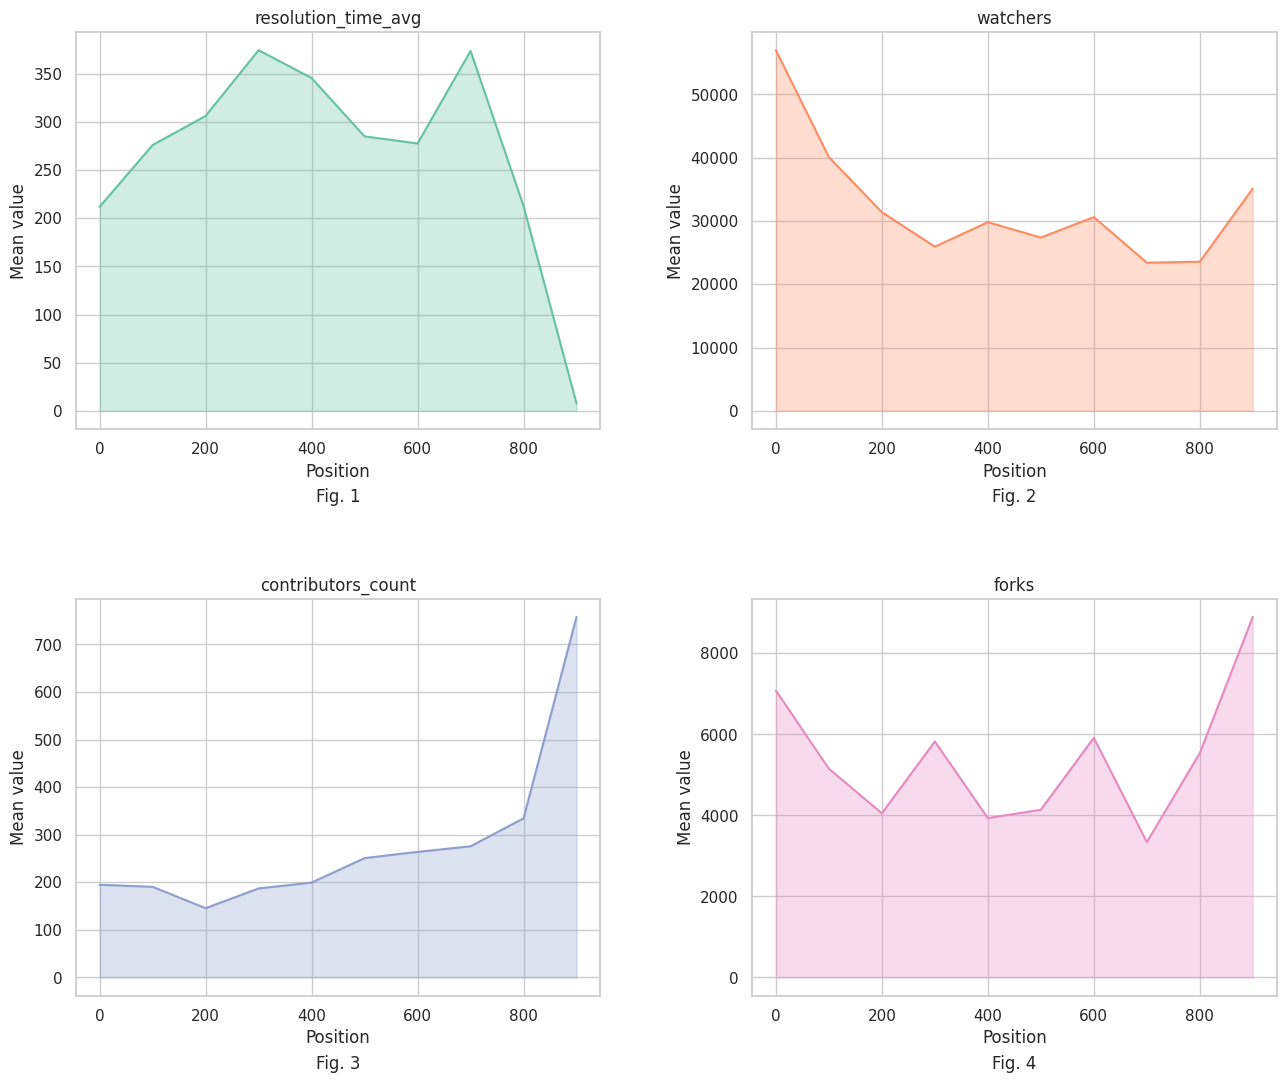 resolution_time_avg
Mean value
350
300
250
200
150
100
50
0
0 200 400 600 800
Position
Fig. 1
watchers
Mean value
50000
40000
30000
20000
10000
0
0 200 400 600 800
Position
Fig. 2
contributors_count
Mean value
700
600
500
400
300
200
100
0
0 200 400 600 800
Position
Fig. 3
forks
Mean value
8000
6000
4000
2000
0
0 200 400 600 800
Position
Fig. 4